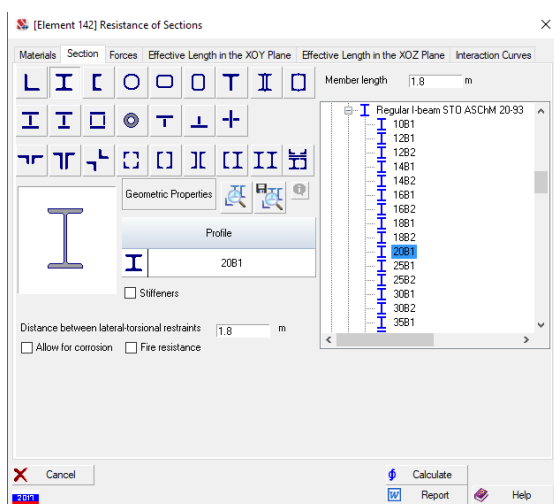 [Element 142] Resistance of Sections
Materials Section Forces Effective Length in the XOY Plane Effective Length in the XOZ Plane Interaction Curves
Member length 1.8 m
Regular I-beam STO ASChM 20-93
10B1
12B1
12B2
14B1
14B2
16B1
16B2
18B1
18B2
20B1
25B1
25B2
30B1
30B2
35B1
Geometric Properties
Profile
20B1
Stiffeners
Distance between lateral-torsional restraints 1.8 m
Allow for corrosion Fire resistance
Cancel Calculate
2017 W Report Help